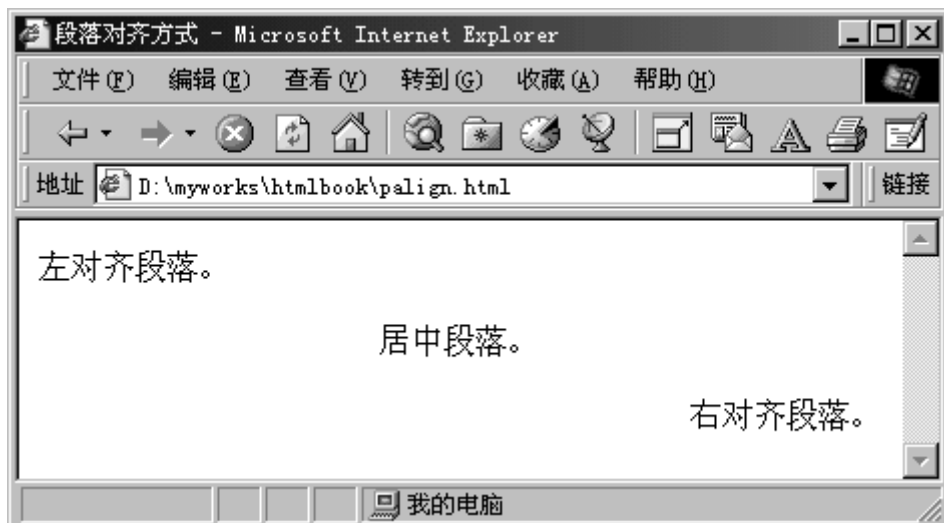 段落对齐方式 - Microsoft Internet Explorer
文件(F) 编辑(E) 查看(V) 转到(G) 收藏(A) 帮助(H)
地址 D:\myworks\htmlbook\palign.html 链接
左对齐段落。
居中段落。
右对齐段落。
我的电脑